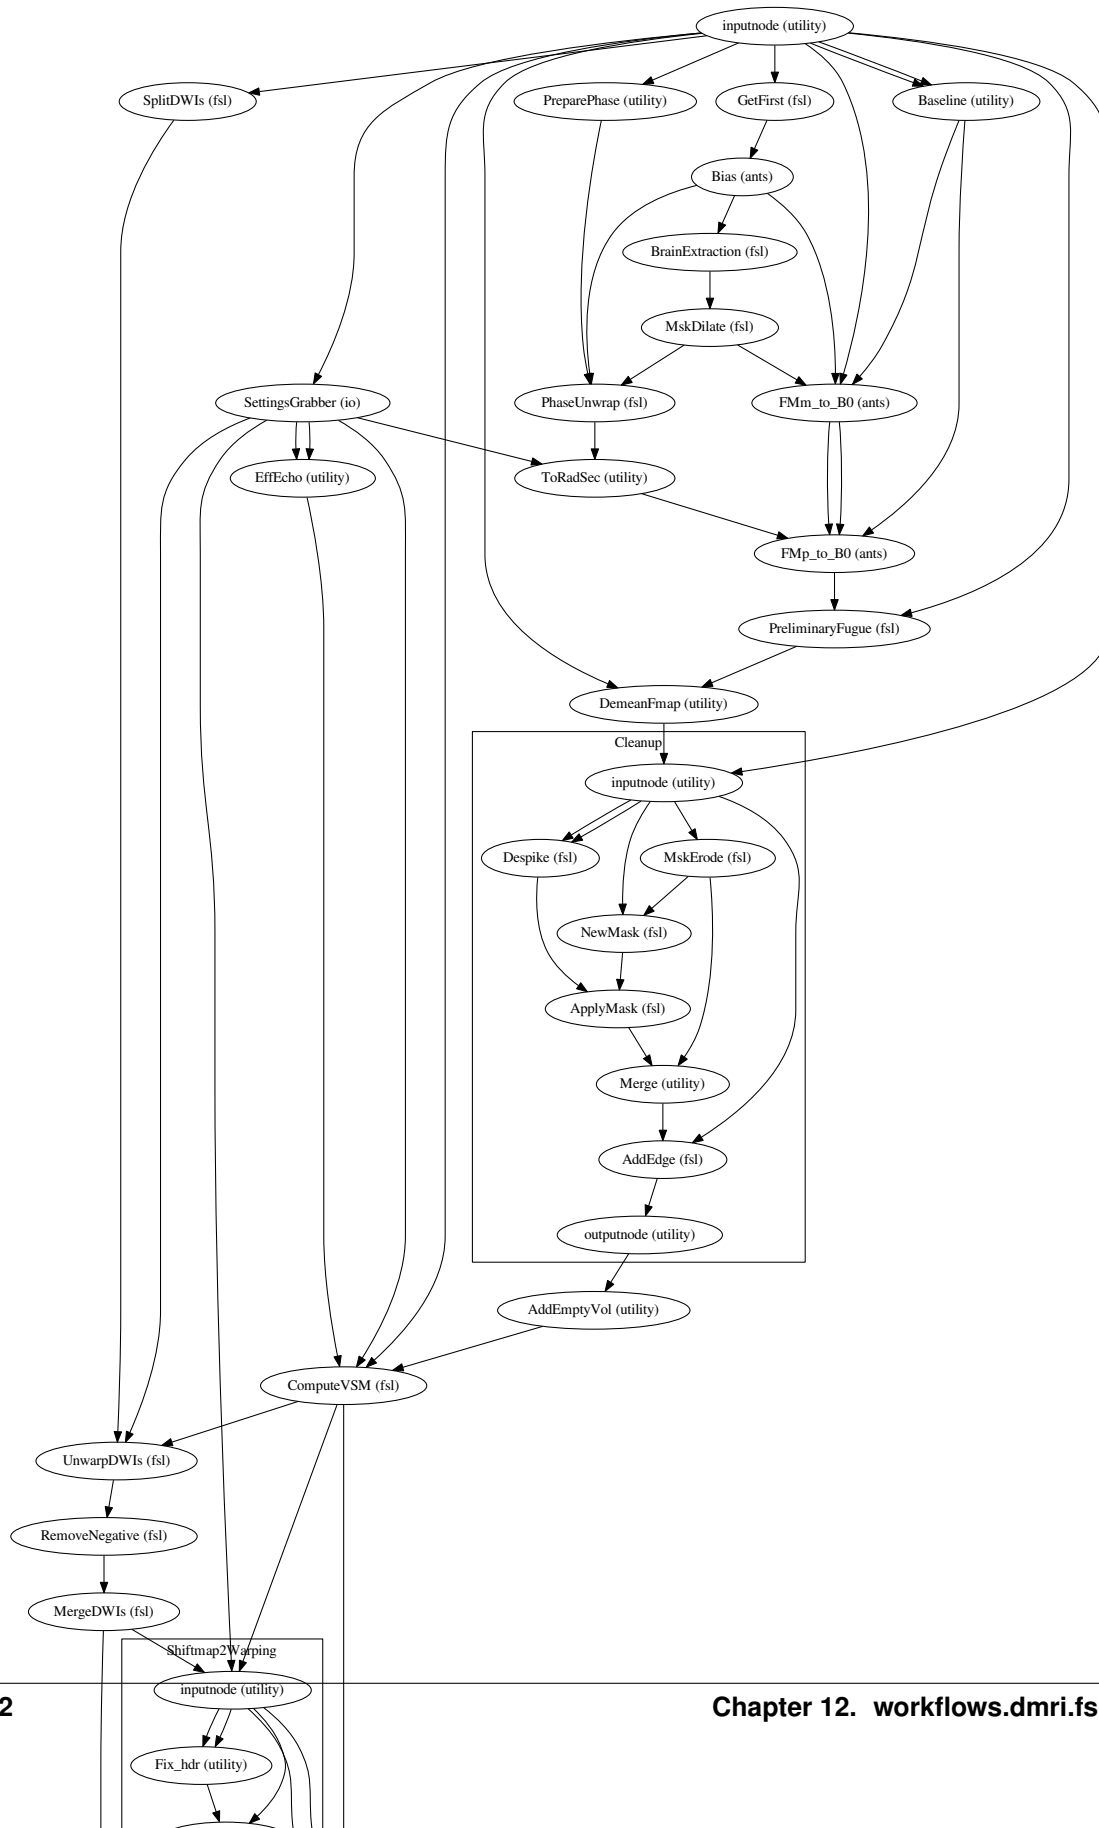 inputnode (utility)
SplitDWIs (fsl)
PreparePhase (utility)
GetFirst (fsl)
Baseline (utility)
Bias (ants)
BrainExtraction (fsl)
MskDilate (fsl)
SettingsGrabber (io)
PhaseUnwrap (fsl)
FMm_to_B0 (ants)
EffEcho (utility)
ToRadSec (utility)
FMp_to_B0 (ants)
PreliminaryFugue (fsl)
DemeanFmap (utility)
Cleanup
inputnode (utility)
Despike (fsl)
MskErode (fsl)
NewMask (fsl)
ApplyMask (fsl)
Merge (utility)
AddEdge (fsl)
outputnode (utility)
AddEmptyVol (utility)
ComputeVSM (fsl)
UnwarpDWIs (fsl)
RemoveNegative (fsl)
MergeDWIs (fsl)
Shiftmap2Warping
inputnode (utility)
2
Chapter 12. workflows.dmri.fs
Fix_hdr (utility)